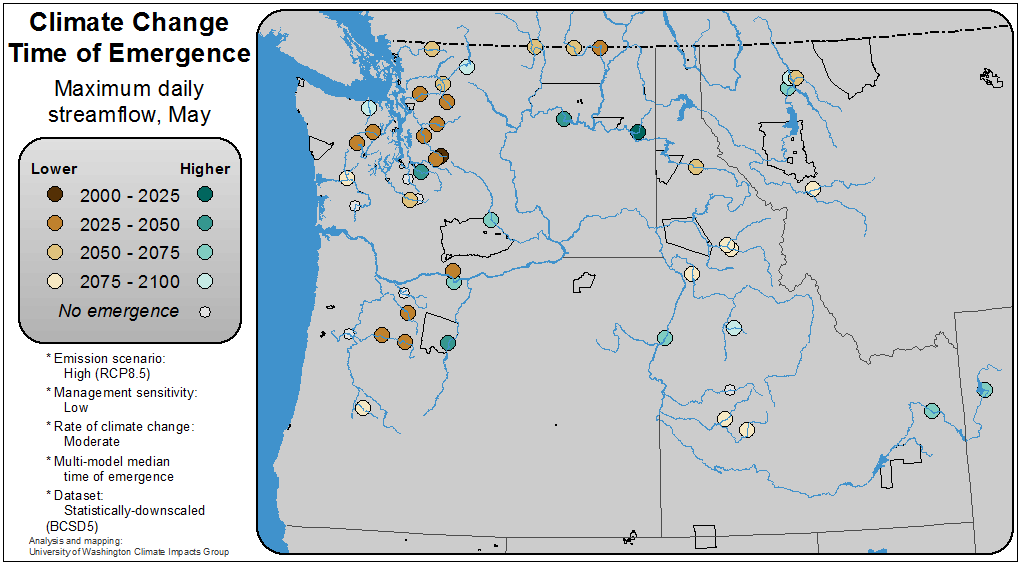 Climate Change
Time of Emergence
Maximum daily
streamflow, May
Lower Higher
2000 - 2025
2025 - 2050
2050 - 2075
2075 - 2100
No emergence
* Emission scenario:
High (RCP8.5)
* Management sensitivity:
Low
* Rate of climate change:
Moderate
* Multi-model median
time of emergence
* Dataset:
Statistically-downscaled
(BCSD5)
Analysis and mapping:
University of Washington Climate Impacts Group